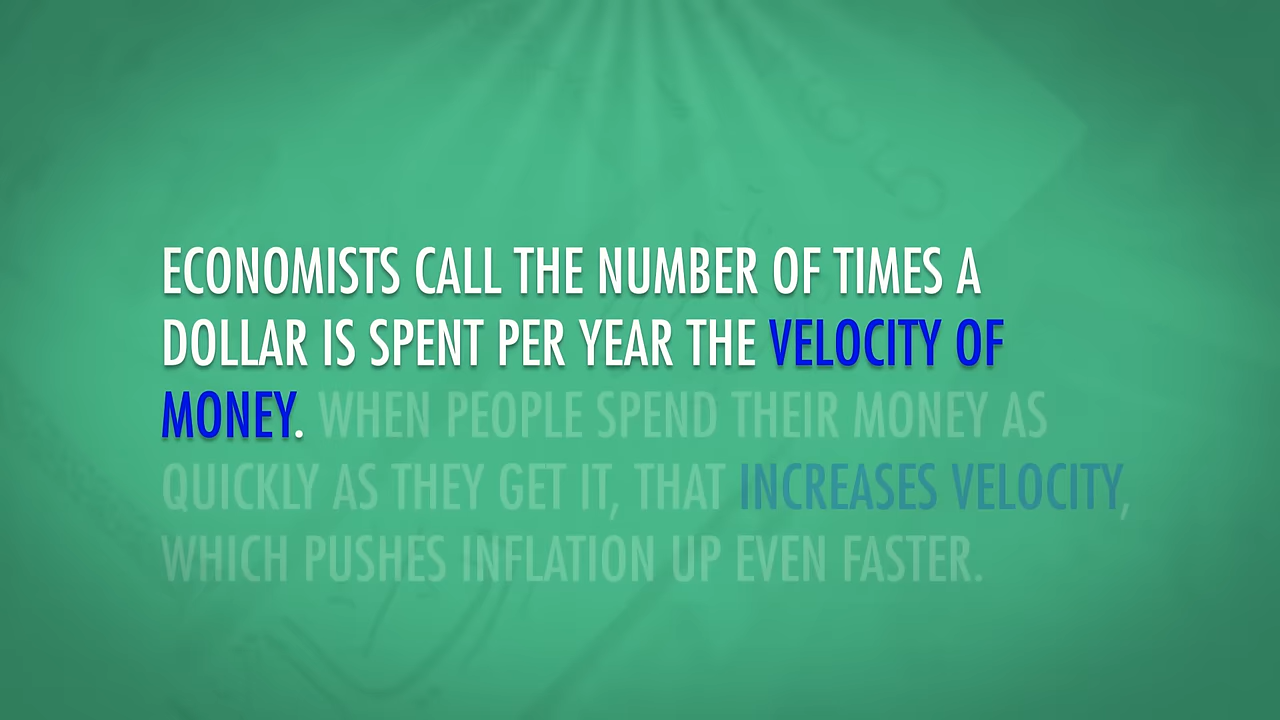 ECONOMISTS CALL THE NUMBER OF TIMES A
DOLLAR IS SPENT PER YEAR THE VELOCITY OF
MONEY. WHEN PEOPLE SPEND THEIR MONEY AS
QUICKLY AS THEY GET IT, THAT INCREASES VELOCITY,
WHICH PUSHES INFLATION UP EVEN FASTER.